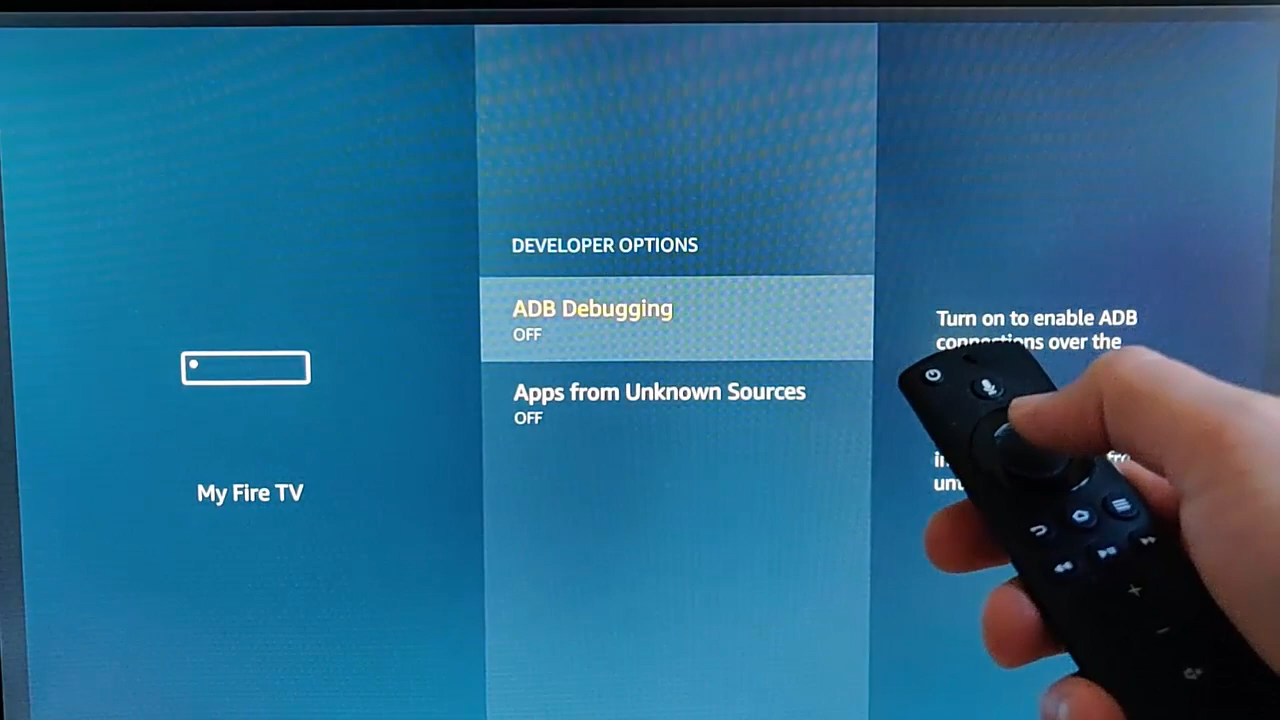 DEVELOPER OPTIONS
ADB Debugging
OFF
Apps from Unknown Sources
OFF
My Fire TV
Turn on to enable ADB
connections over the